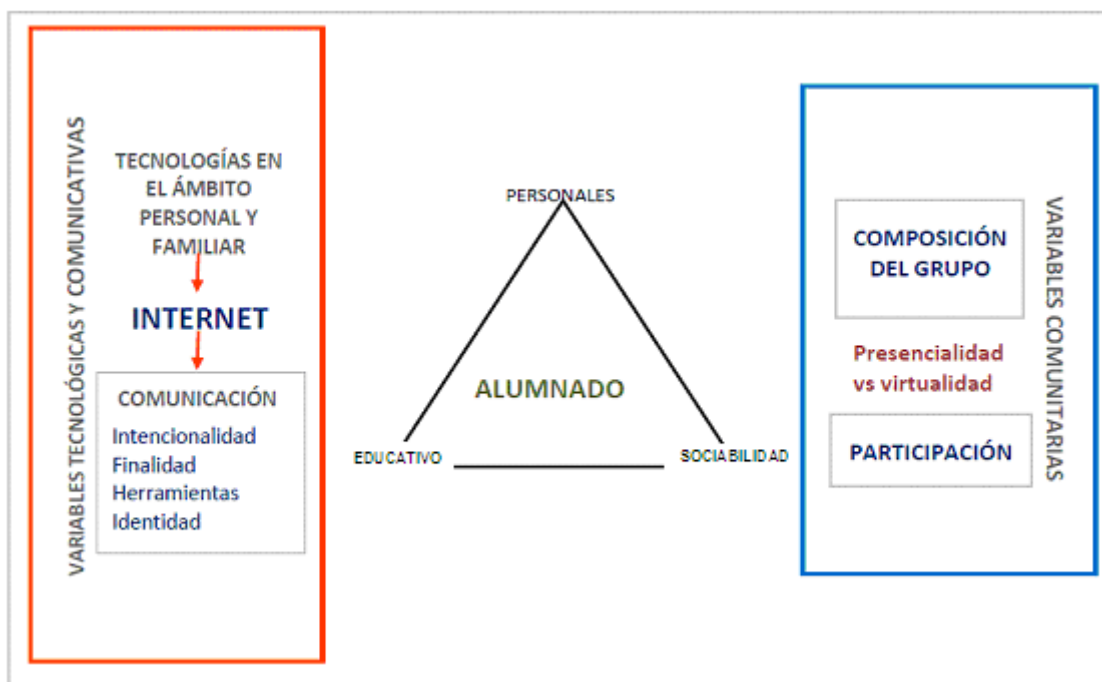 VARIABLES TECNOLÓGICAS Y COMUNICATIVAS
TECNOLOGÍAS EN
EL ÁMBITO
PERSONAL Y
FAMILIAR
INTERNET
COMUNICACIÓN
Intencionalidad
Finalidad
Herramientas
Identidad
PERSONALES
ALUMNADO
EDUCATIVO
SOCIABILIDAD
COMPOSICIÓN
DEL GRUPO
Presencialidad
vs virtualidad
PARTICIPACIÓN
VARIABLES COMUNITARIAS